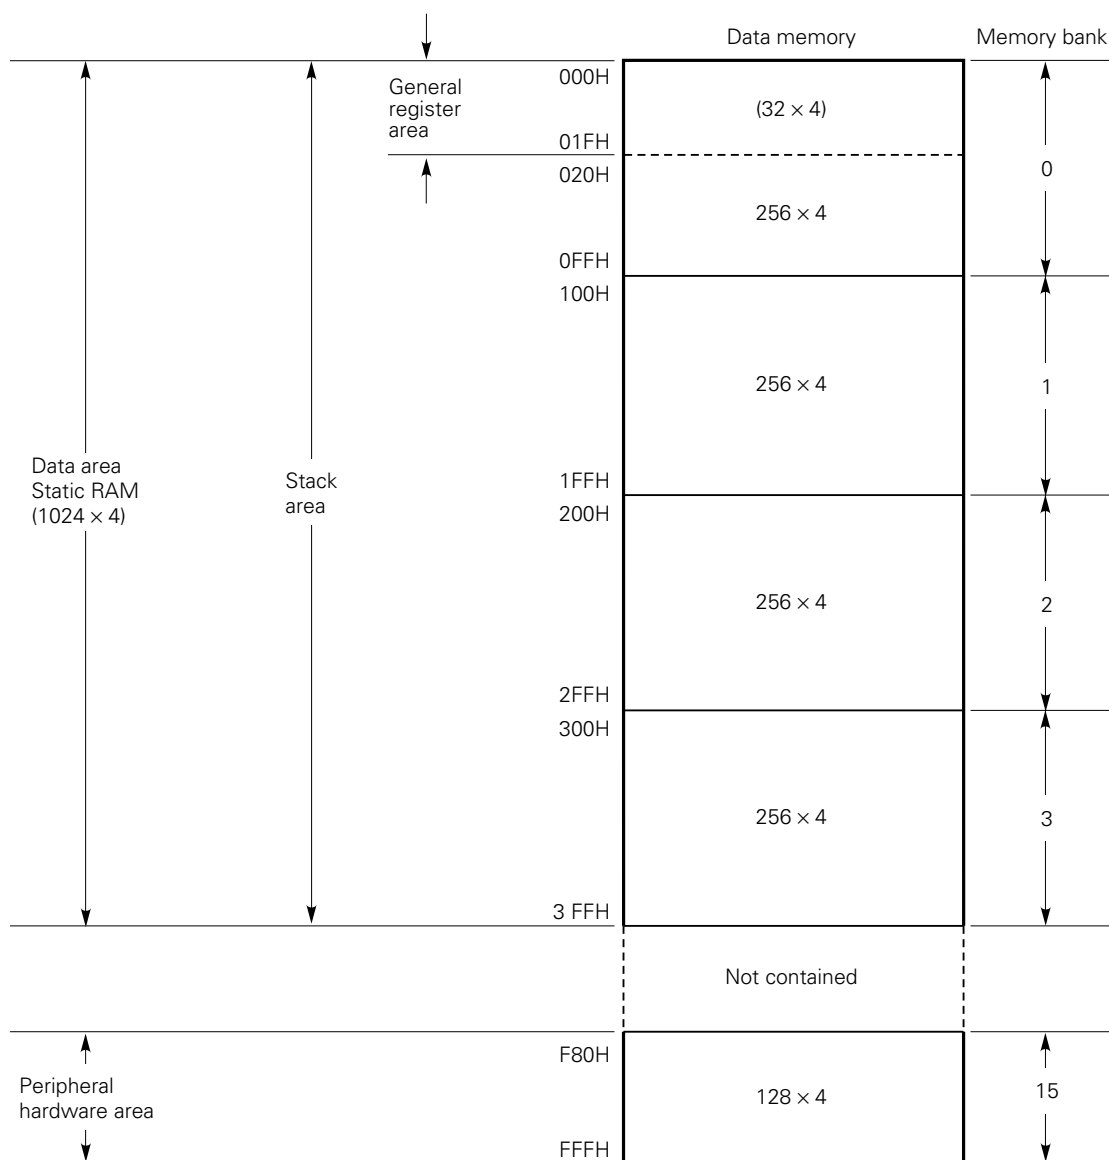 Data memory
Memory bank
000H
General
register
area
(32 × 4)
01FH
020H
0
256 × 4
0FFH
100H
256 × 4
1
Data area
Static RAM
(1024 × 4)
Stack
area
1FFH
200H
256 × 4
2
2FFH
300H
256 × 4
3
3 FFH
Not contained
F80H
Peripheral
hardware area
128 × 4
15
FFFH